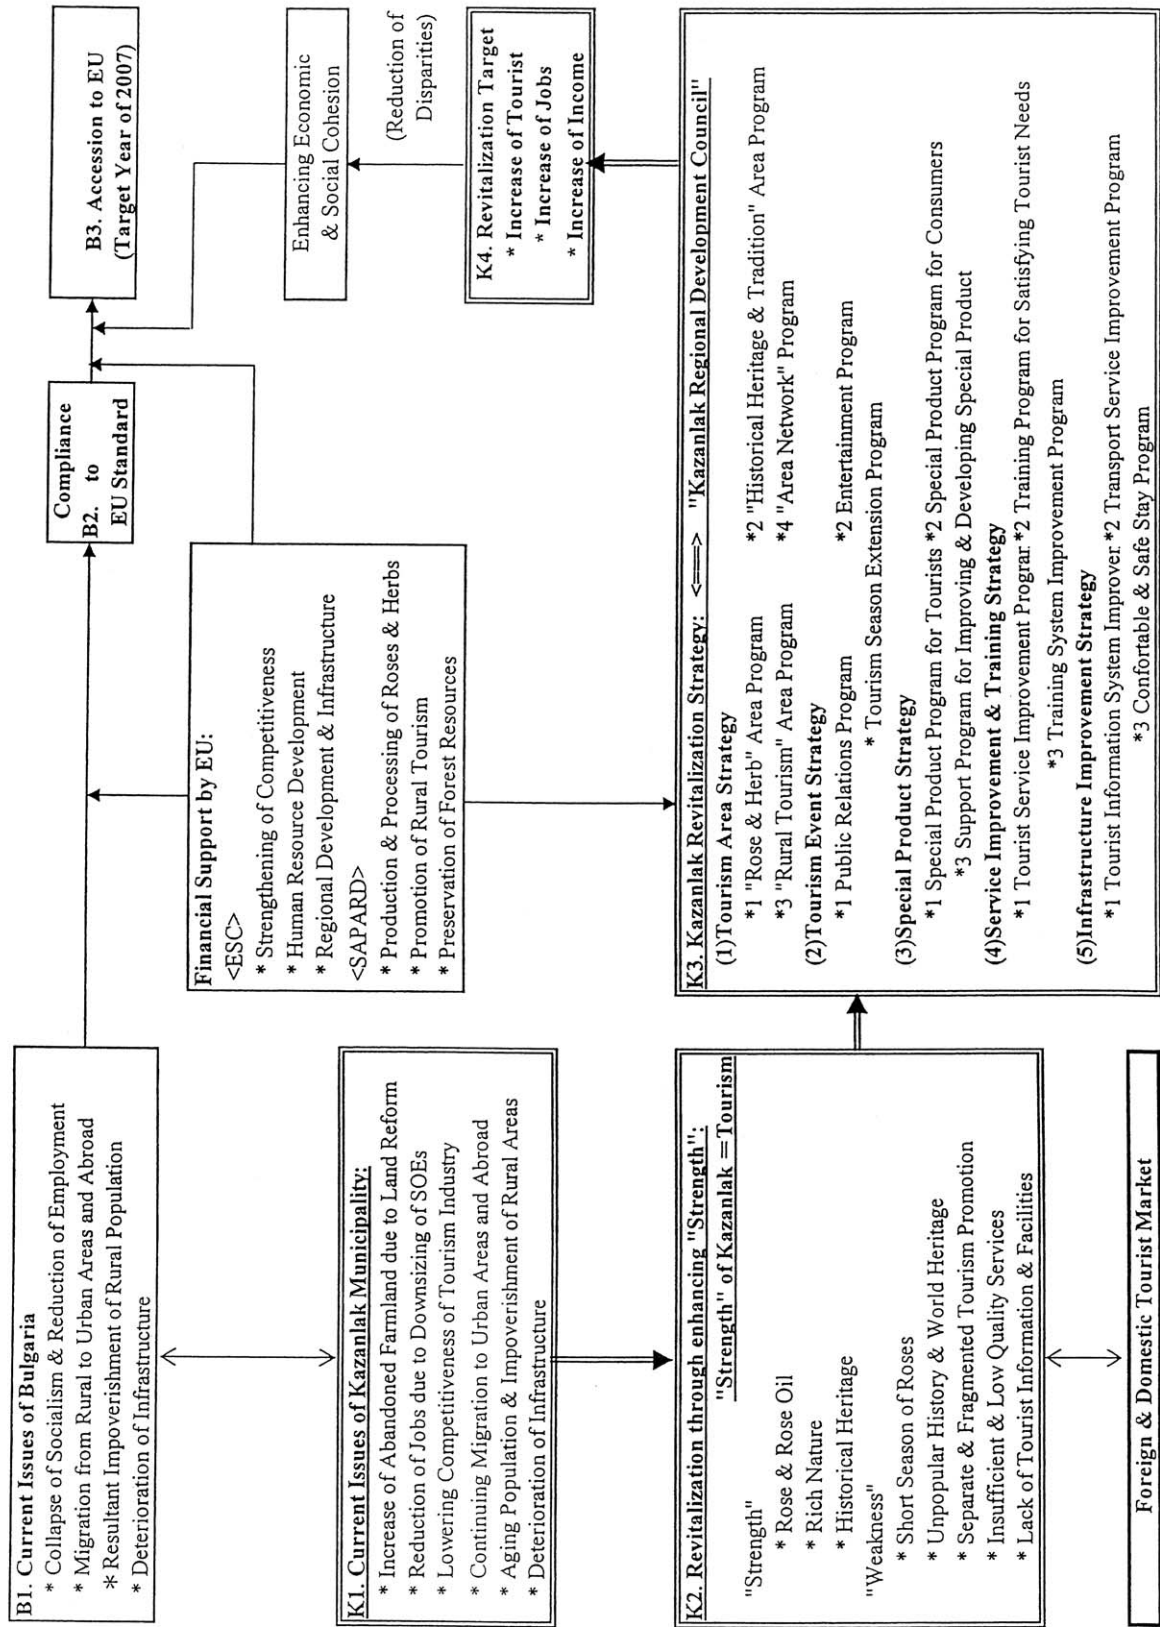 B1. Current Issues of Bulgaria
* Collapse of Socialism & Reduction of Employment
* Migration from Rural to Urban Areas and Abroad
* Resultant Impoverishment of Rural Population
* Deterioration of Infrastructure
Compliance
B2. to
EU Standard
B3. Accession to EU
(Target Year of 2007)
Financial Support by EU:
<ESC>
* Strengthening of Competitiveness
* Human Resource Development
* Regional Development & Infrastructure
<SAPARD>
* Production & Processing of Roses & Herbs
* Promotion of Rural Tourism
* Preservation of Forest Resources
Enhancing Economic
& Social Cohesion
(Reduction of
Disparities)
K1. Current Issues of Kazanlak Municipality:
* Increase of Abandoned Farmland due to Land Reform
* Reduction of Jobs due to Downsizing of SOEs
* Lowering Competitiveness of Tourism Industry
* Continuing Migration to Urban Areas and Abroad
* Aging Population & Impoverishment of Rural Areas
* Deterioration of Infrastructure
K4. Revitalization Target
* Increase of Tourist
* Increase of Jobs
* Increase of Income
K2. Revitalization through enhancing "Strength":
"Strength" of Kazanlak =Tourism
"Strength"
* Rose & Rose Oil
* Rich Nature
* Historical Heritage
"Weakness"
* Short Season of Roses
* Unpopular History & World Heritage
* Separate & Fragmented Tourism Promotion
* Insufficient & Low Quality Services
* Lack of Tourist Information & Facilities
K3. Kazanlak Revitalization Strategy: <===> "Kazanlak Regional Development Council"
(1)Tourism Area Strategy
*1 "Rose & Herb" Area Program *2 "Historical Heritage & Tradition" Area Program
*3 "Rural Tourism" Area Program *4 "Area Network" Program
(2)Tourism Event Strategy
*1 Public Relations Program *2 Entertainment Program
* Tourism Season Extension Program
(3)Special Product Strategy
*1 Special Product Program for Tourists *2 Special Product Program for Consumers
*3 Support Program for Improving & Developing Special Product
(4)Service Improvement & Training Strategy
*1 Tourist Service Improvement Prograr *2 Training Program for Satisfying Tourist Needs
*3 Training System Improvement Program
(5)Infrastructure Improvement Strategy
*1 Tourist Information System Improver *2 Transport Service Improvement Program
*3 Confortable & Safe Stay Program
Foreign & Domestic Tourist Market